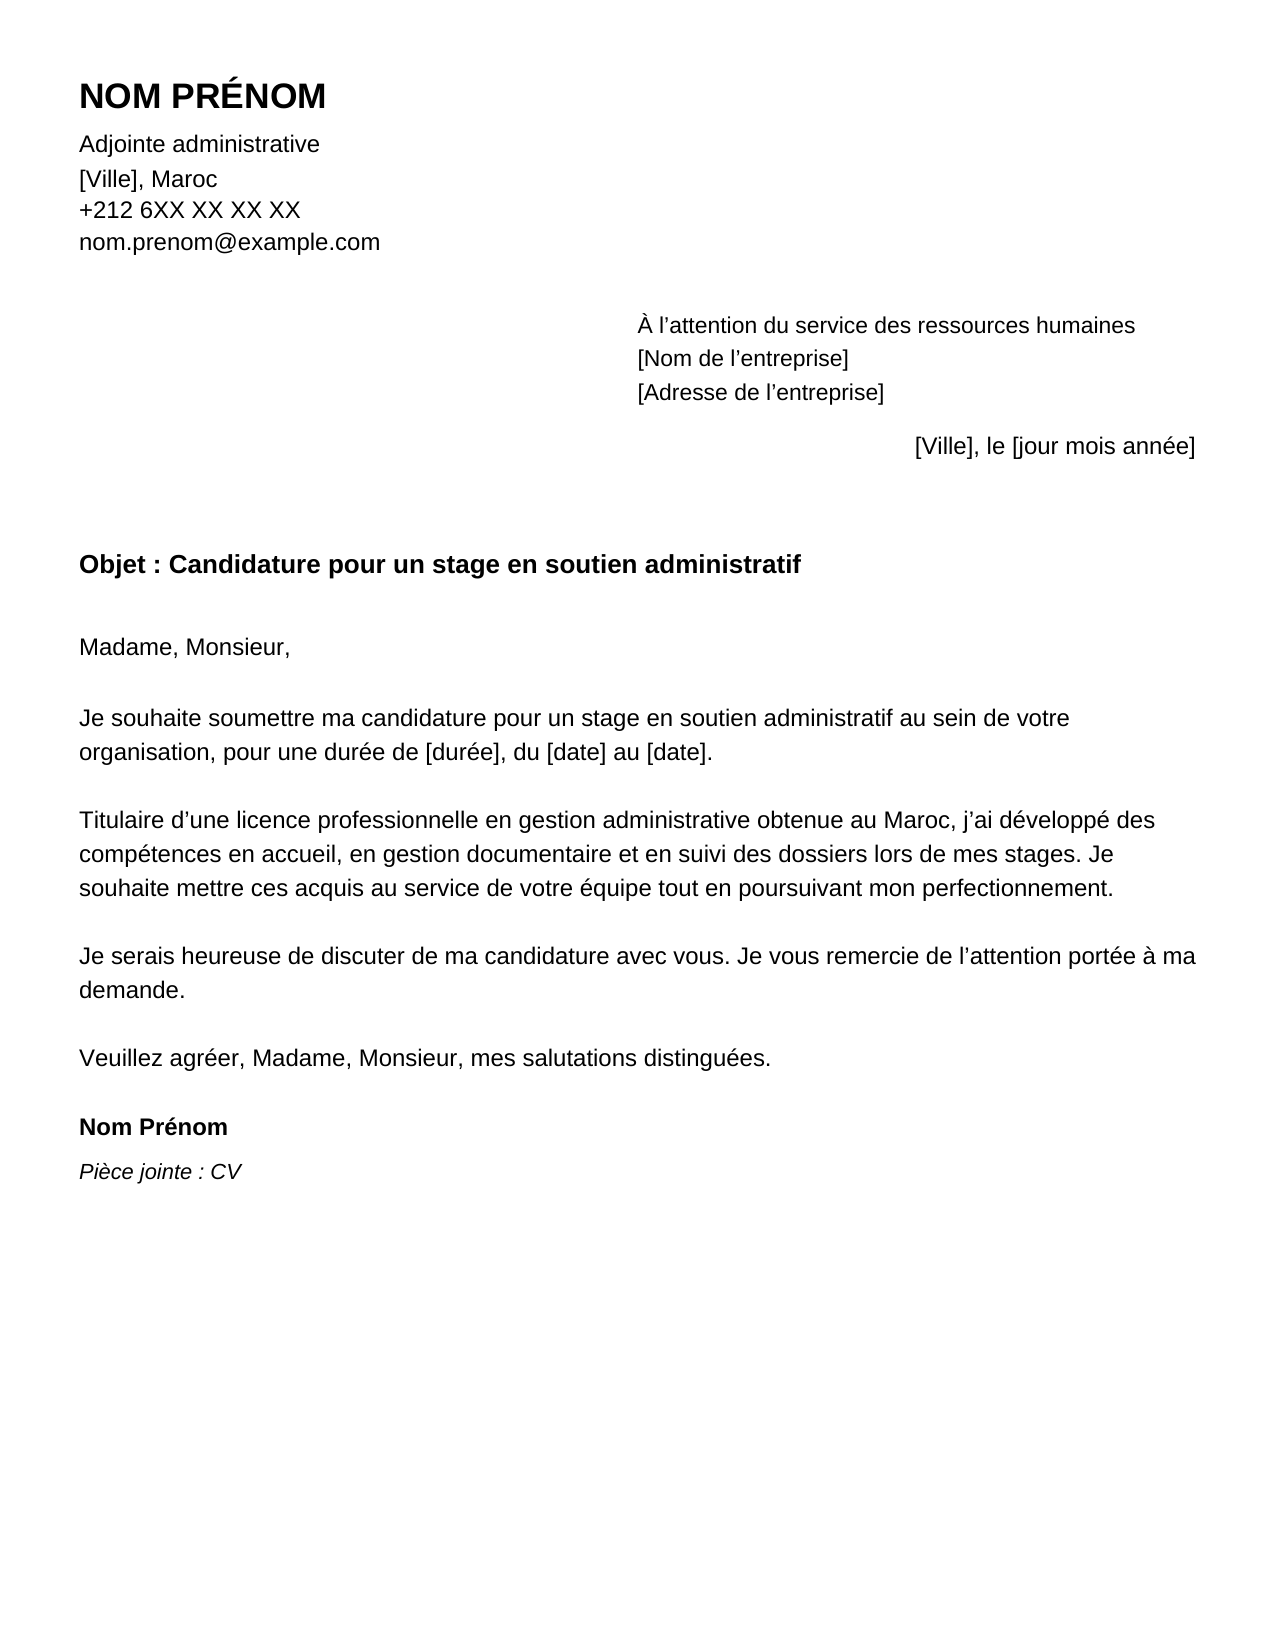 NOM PRÉNOM
Adjointe administrative
[Ville], Maroc
+212 6XX XX XX XX
nom.prenom@example.com
À l’attention du service des ressources humaines
[Nom de l’entreprise]
[Adresse de l’entreprise]
[Ville], le [jour mois année]
Objet : Candidature pour un stage en soutien administratif
Madame, Monsieur,
Je souhaite soumettre ma candidature pour un stage en soutien administratif au sein de votre
organisation, pour une durée de [durée], du [date] au [date].
Titulaire d’une licence professionnelle en gestion administrative obtenue au Maroc, j’ai développé des
compétences en accueil, en gestion documentaire et en suivi des dossiers lors de mes stages. Je
souhaite mettre ces acquis au service de votre équipe tout en poursuivant mon perfectionnement.
Je serais heureuse de discuter de ma candidature avec vous. Je vous remercie de l’attention portée à ma
demande.
Veuillez agréer, Madame, Monsieur, mes salutations distinguées.
Nom Prénom
Pièce jointe : CV